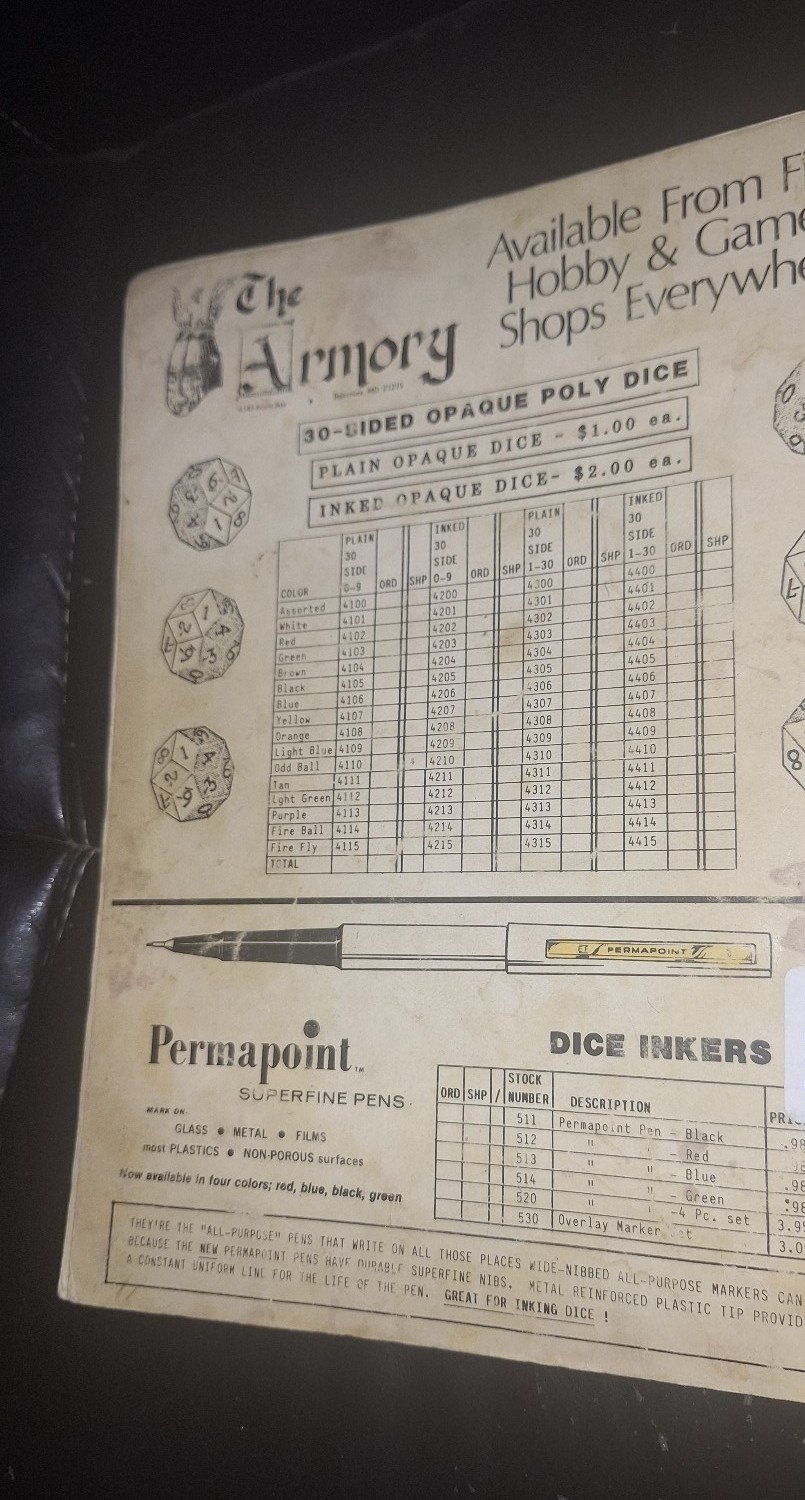 The
Armory
Available From Fi
Hobby & Game
Shops Everywhe
30-SIDED OPAQUE POLY DICE
PLAIN OPAQUE DICE - $1.00 ea.
INKED OPAQUE DICE- $2.00 ea.
COLOR PLAIN 30 SIDE 0-9 ORD SHP INKED 30 SIDE 0-9 ORD SHP PLAIN 30 SIDE 1-30 ORD SHP INKED 30 SIDE 1-30 ORD SHP
Assorted 4100 4200 4300 4400
White 4101 4201 4301 4401
Red 4102 4202 4302 4402
Green 4103 4203 4303 4403
Brown 4104 4204 4304 4404
Black 4105 4205 4305 4405
Blue 4106 4206 4306 4406
Yellow 4107 4207 4307 4407
Orange 4108 4208 4308 4408
Light Blue 4109 4209 4309 4409
Odd Ball 4110 4210 4310 4410
Tan 4111 4211 4311 4411
Lght Green 4112 4212 4312 4412
Purple 4113 4213 4313 4413
Fire Ball 4114 4214 4314 4414
Fire Fly 4115 4215 4315 4415
TOTAL
PERMAPOINT
Permapoint™
SUPERFINE PENS
MARK ON
GLASS • METAL • FILMS
most PLASTICS • NON-POROUS surfaces
Now available in four colors; red, blue, black, green
DICE INKERS
ORD SHP / STOCK NUMBER DESCRIPTION PRI
511 Permapoint Pen - Black .98
512 " " - Red .98
513 " " - Blue .98
514 " " - Green .98
520 " " -4 Pc. set 3.9
530 Overlay Marker 3.0
THEY'RE THE "ALL-PURPOSE" PENS THAT WRITE ON ALL THOSE PLACES WIDE-NIBBED ALL-PURPOSE MARKERS CAN
BECAUSE THE NEW PERMAPOINT PENS HAVE DURABLE SUPERFINE NIBS. METAL REINFORCED PLASTIC TIP PROVID
A CONSTANT UNIFORM LINE FOR THE LIFE OF THE PEN. GREAT FOR INKING DICE !